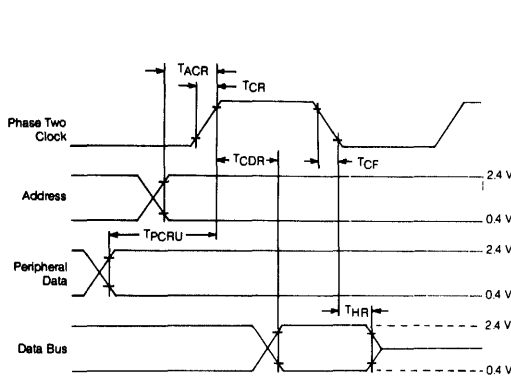 TACR
TCR
Phase Two
Clock
TCDR
TCF
2.4 V
Address
0.4 V
TPCRU
2.4 V
Peripheral
Data
0.4 V
THR
2.4 V
Data Bus
0.4 V